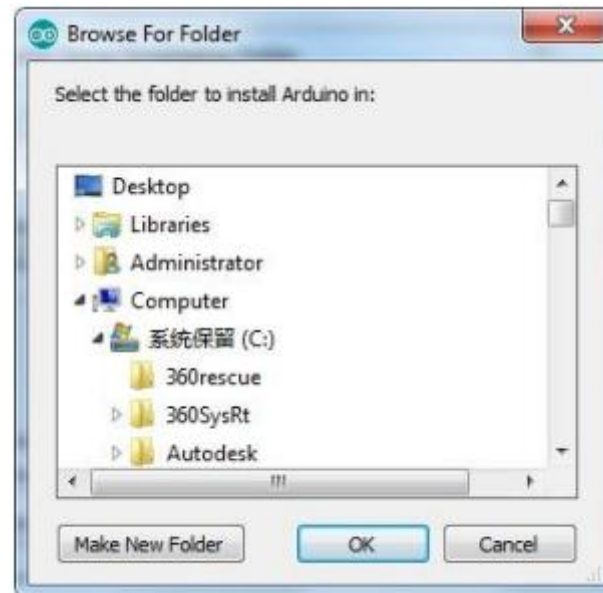 Browse For Folder
Select the folder to install Arduino in:
Desktop
Libraries
Administrator
Computer
系统保留 (C:)
360rescue
360SysRt
Autodesk
Make New Folder
OK
Cancel